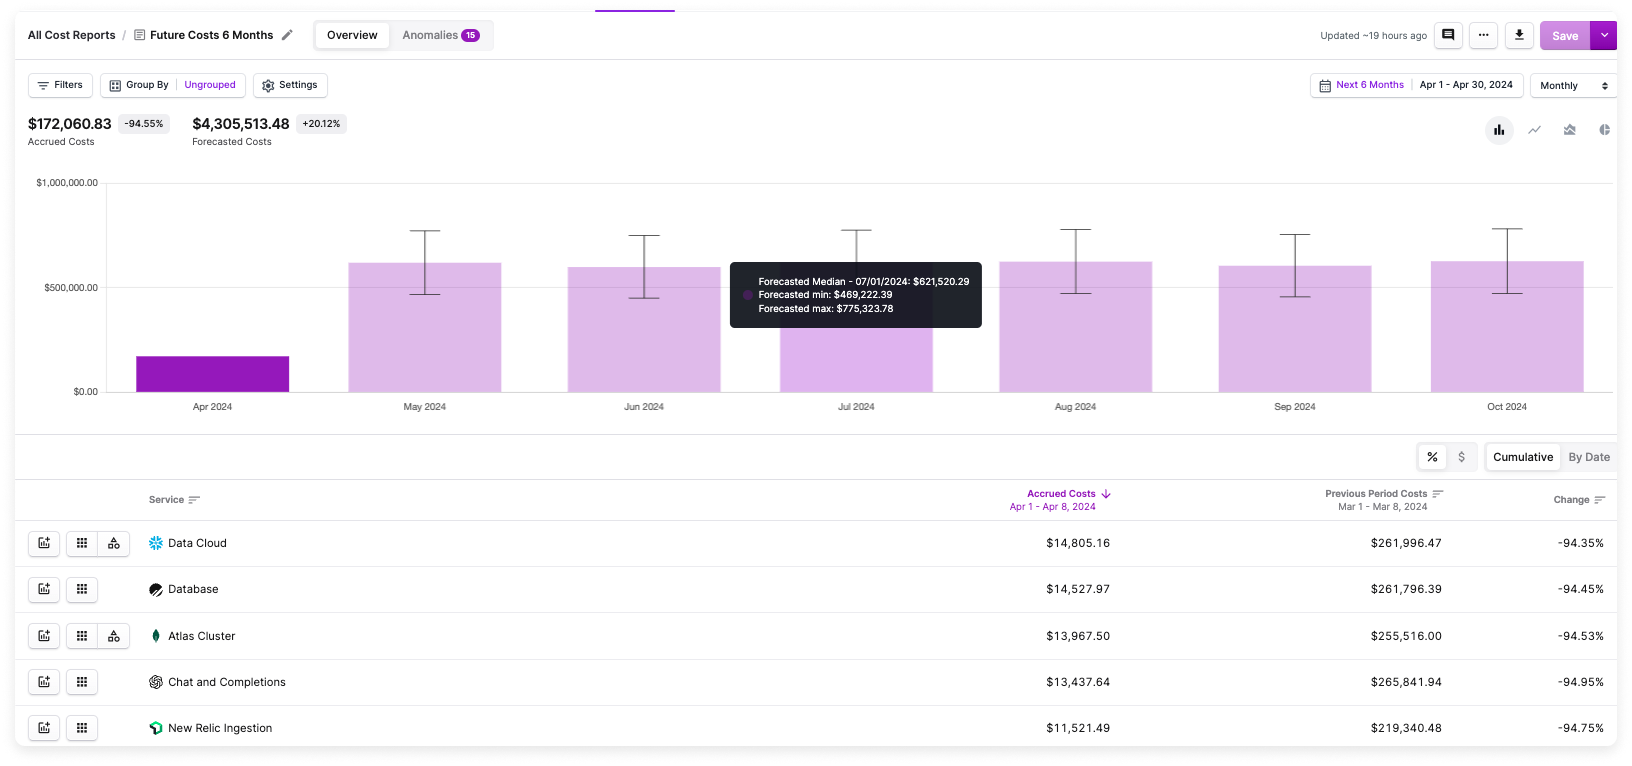 All Cost Reports / Future Costs 6 Months
Overview
Anomalies 15
Updated ~19 hours ago
Save
Filters
Group By Ungrouped
Settings
Next 6 Months Apr 1 - Apr 30, 2024
Monthly
$172,060.83 -94.55%
Accrued Costs
$4,305,513.48 +20.12%
Forecasted Costs
$1,000,000.00
$500,000.00
$0.00
Forecasted Median - 07/01/2024: $621,520.29
Forecasted min: $469,222.39
Forecasted max: $775,323.78
Apr 2024
May 2024
Jun 2024
Jul 2024
Aug 2024
Sep 2024
Oct 2024
% $
Cumulative
By Date
Service
Accrued Costs
Apr 1 - Apr 8, 2024
Previous Period Costs
Mar 1 - Mar 8, 2024
Change
Data Cloud $14,805.16 $261,996.47 -94.35%
Database $14,527.97 $261,796.39 -94.45%
Atlas Cluster $13,967.50 $255,516.00 -94.53%
Chat and Completions $13,437.64 $265,841.94 -94.95%
New Relic Ingestion $11,521.49 $219,340.48 -94.75%